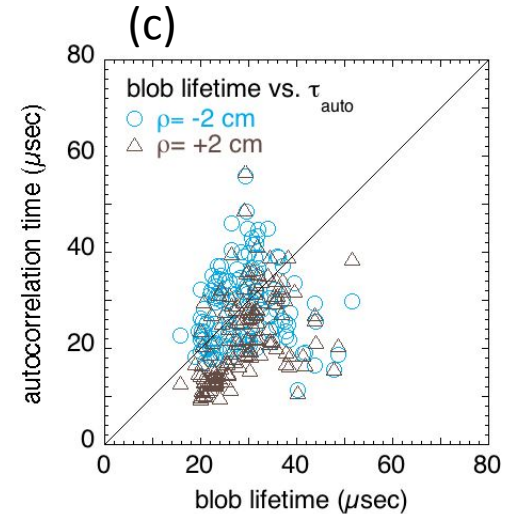 (c)
80
60
40
20
0
autocorrelation time (μsec)
blob lifetime vs. τauto
ρ= -2 cm
ρ= +2 cm
0 20 40 60 80
blob lifetime (μsec)